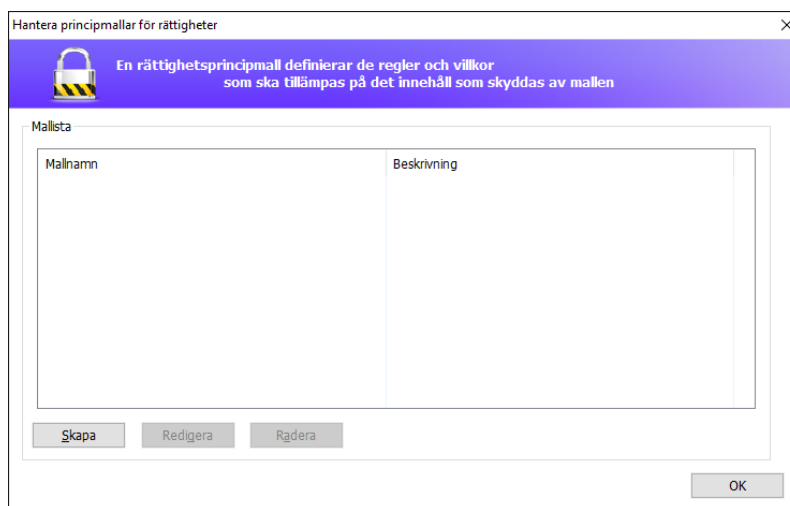 Hantera principmallar för rättigheter
En rättighetsprincipmall definierar de regler och villkor
som ska tillämpas på det innehåll som skyddas av mallen
Mallista
Mallnamn Beskrivning
Skapa Redigera Radera
OK